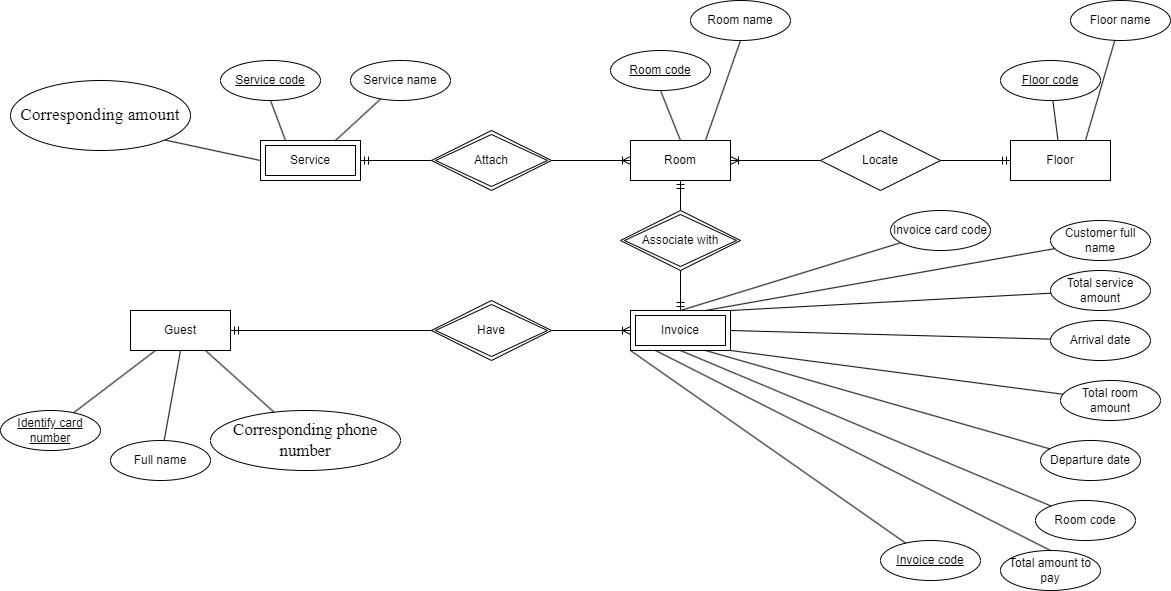 Room name
Floor name
Service code
Service name
Room code
Floor code
Corresponding amount
Service
Attach
Room
Locate
Floor
Invoice card code
Customer full
name
Associate with
Total service
amount
Guest
Have
Invoice
Arrival date
Total room
amount
Identify card
number
Full name
Corresponding phone
number
Departure date
Room code
Invoice code
Total amount to
pay